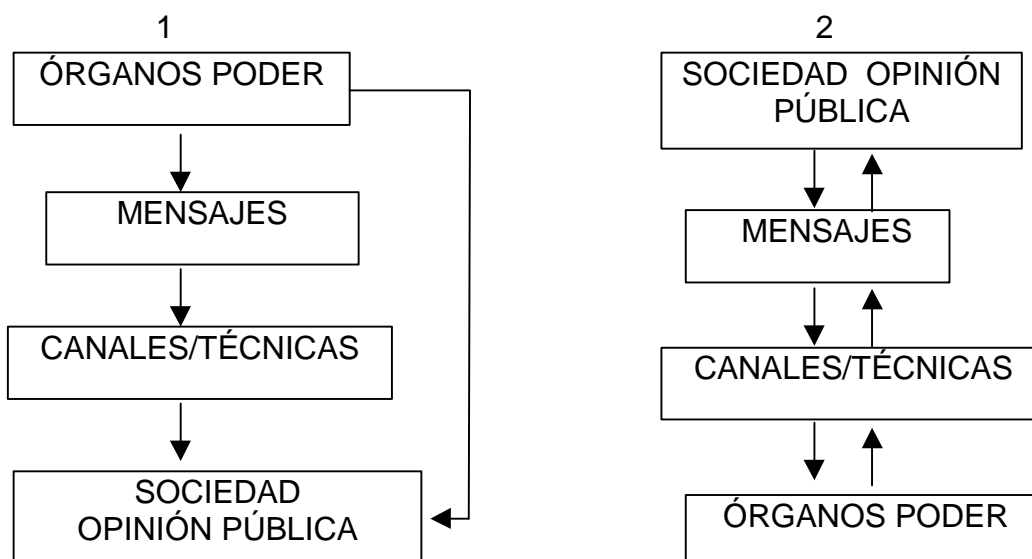 1
ÓRGANOS PODER
MENSAJES
CANALES/TÉCNICAS
SOCIEDAD
OPINIÓN PÚBLICA
2
SOCIEDAD OPINIÓN
PÚBLICA
MENSAJES
CANALES/TÉCNICAS
ÓRGANOS PODER